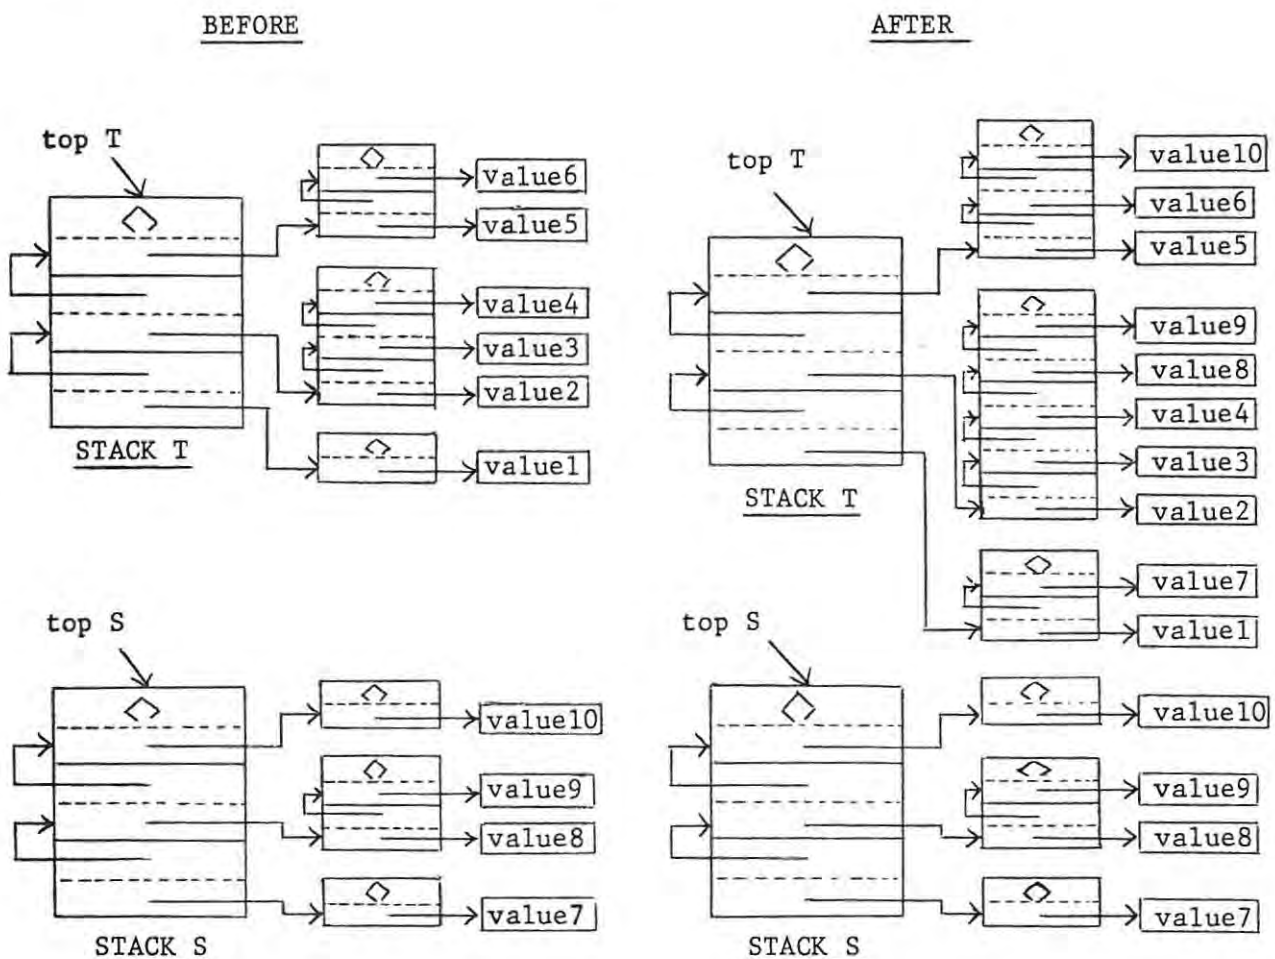 BEFORE
AFTER
top T
value6
value5
value4
value3
value2
value1
STACK T
top T
value10
value6
value5
value9
value8
value4
value3
value2
value7
value1
STACK T
top S
value10
value9
value8
value7
STACK S
top S
value10
value9
value8
value7
STACK S